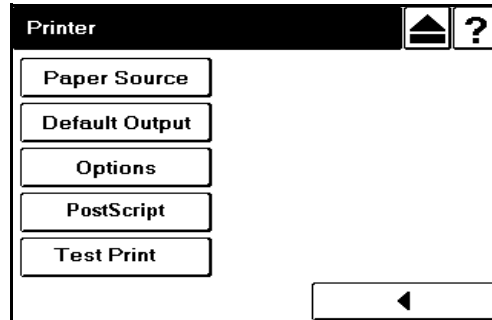 Printer
?
Paper Source
Default Output
Options
PostScript
Test Print